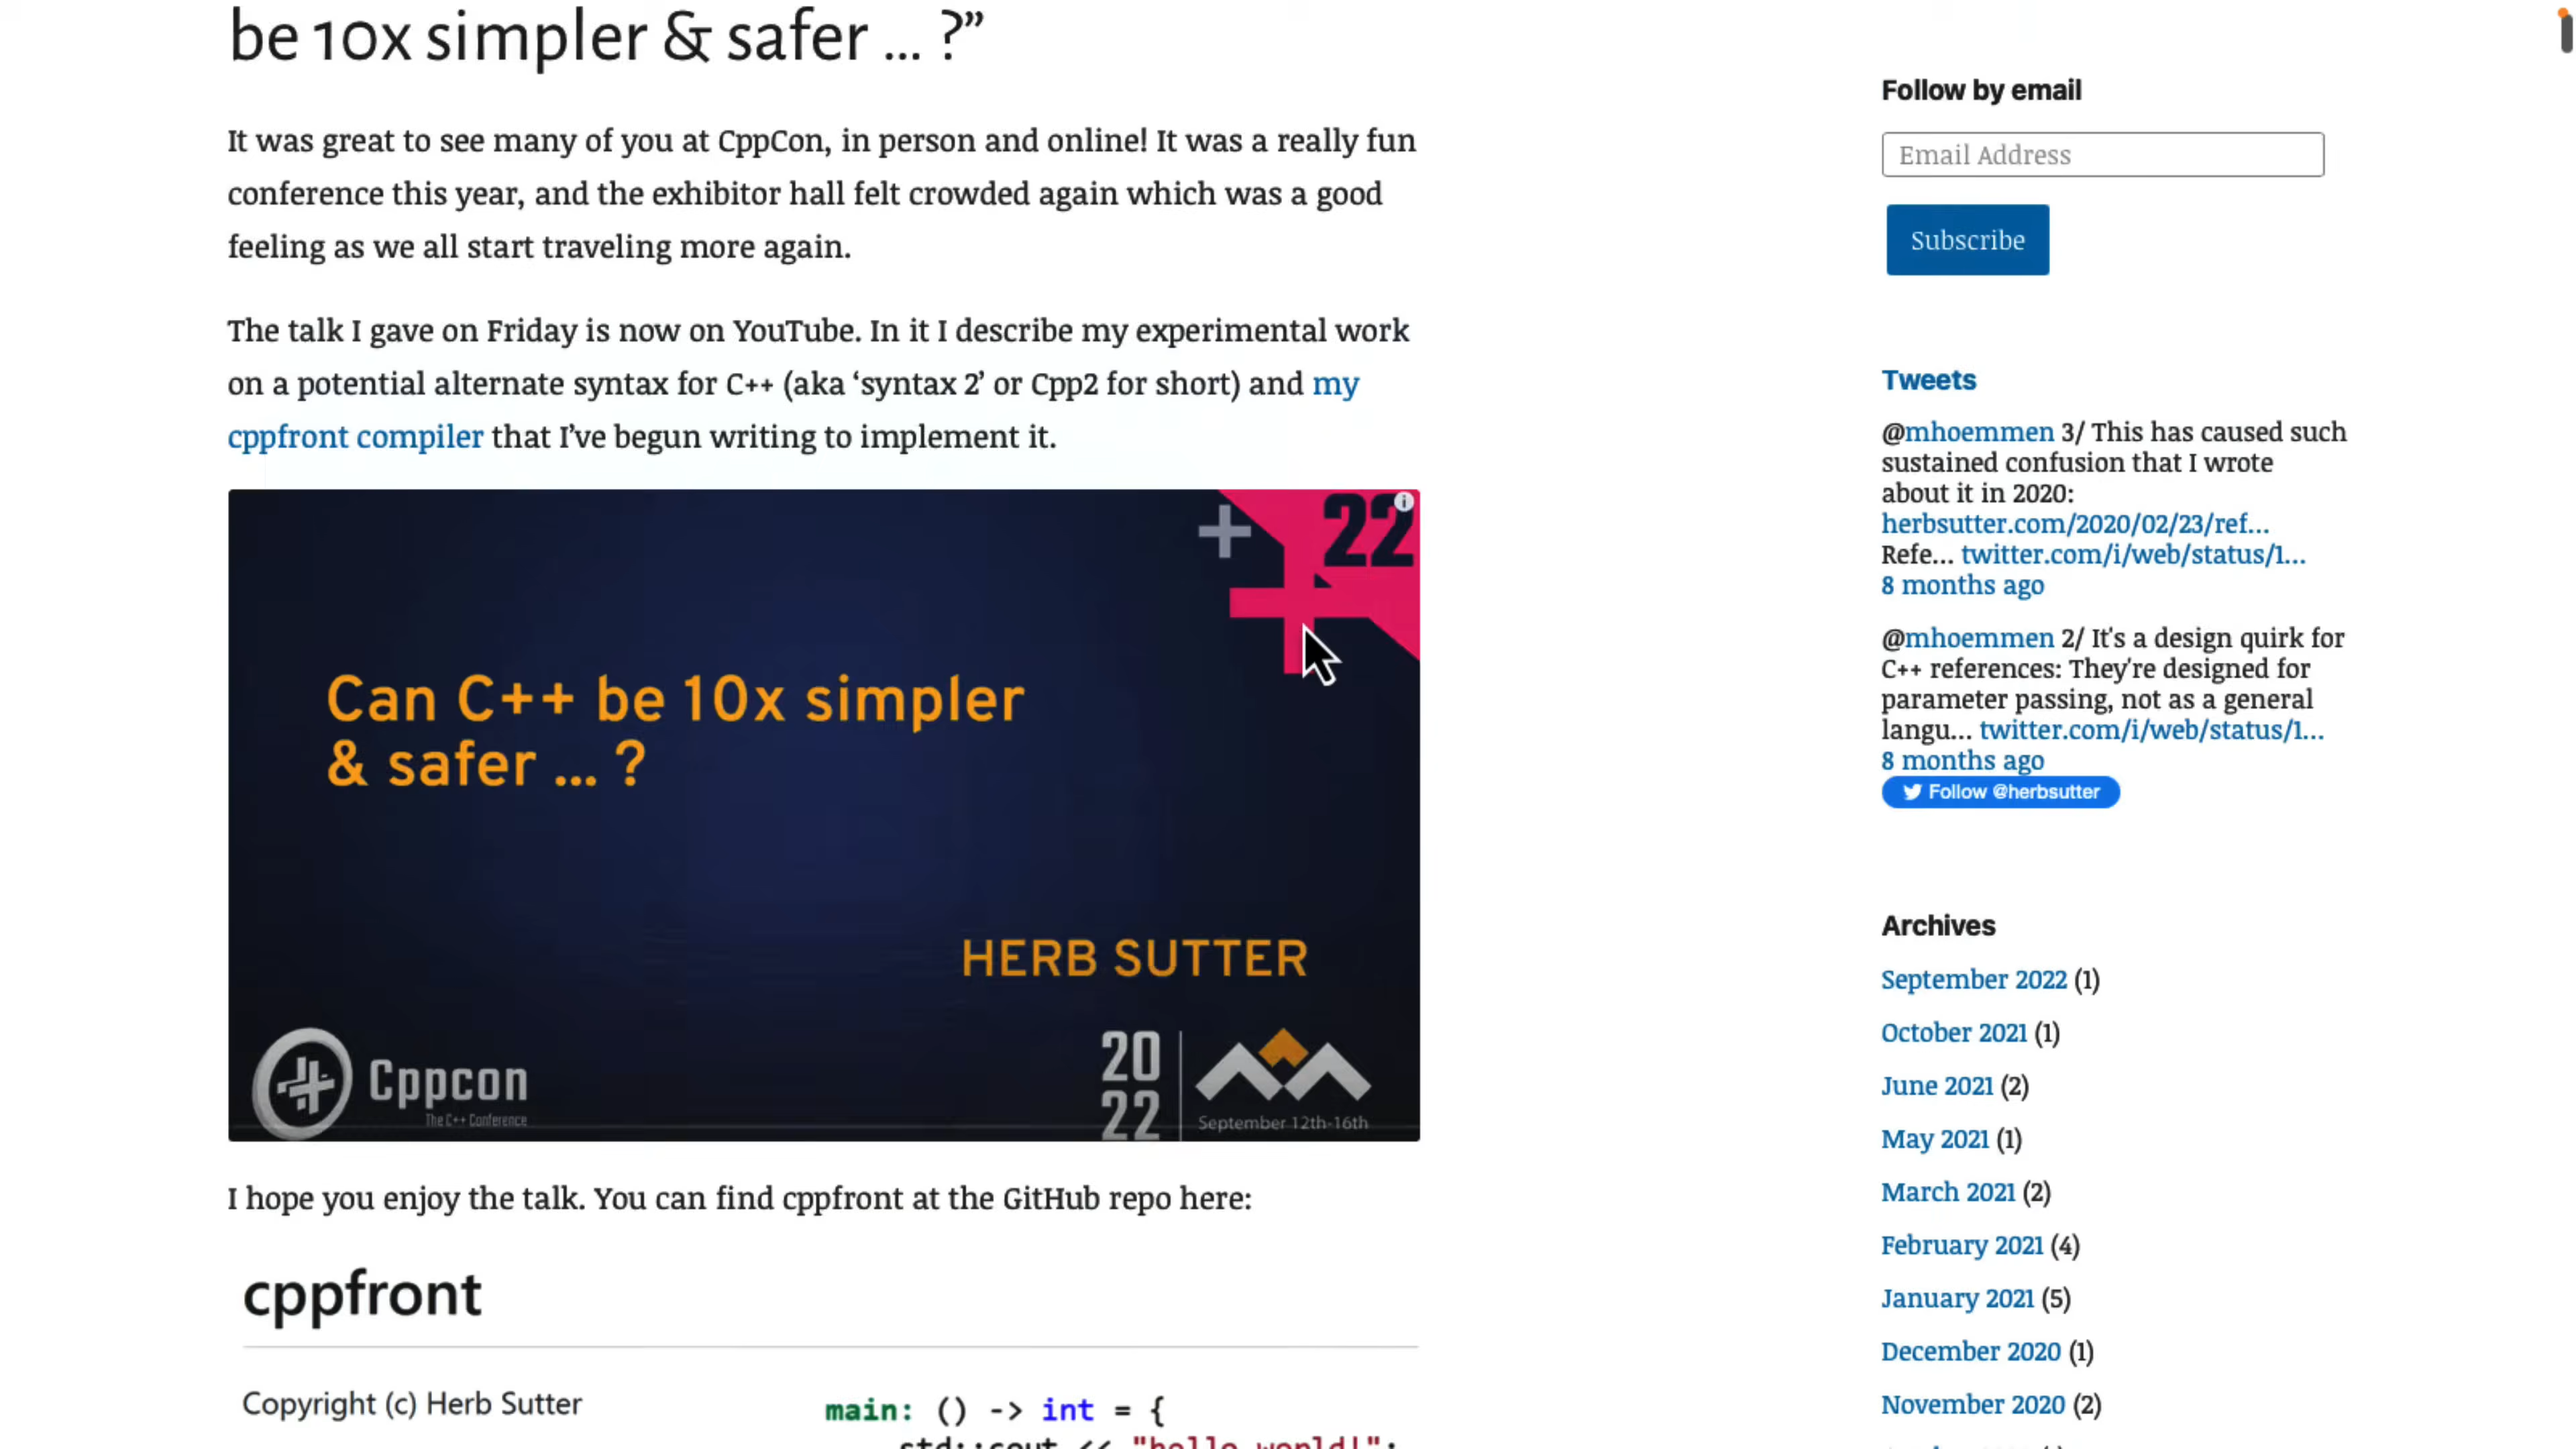 be 10x simpler & safer ... ?”
It was great to see many of you at CppCon, in person and online! It was a really fun
conference this year, and the exhibitor hall felt crowded again which was a good
feeling as we all start traveling more again.
The talk I gave on Friday is now on YouTube. In it I describe my experimental work
on a potential alternate syntax for C++ (aka ‘syntax 2’ or Cpp2 for short) and my
cppfront compiler that I’ve begun writing to implement it.
22
Can C++ be 10x simpler
& safer ... ?
HERB SUTTER
Cppcon
The C++ Conference
20
22
September 12th-16th
I hope you enjoy the talk. You can find cppfront at the GitHub repo here:
cppfront
Copyright (c) Herb Sutter
main: () -> int = {
std::cout << "hello world!";
Follow by email
Email Address
Subscribe
Tweets
@mhoemmen 3/ This has caused such
sustained confusion that I wrote
about it in 2020:
herbsutter.com/2020/02/23/ref...
Refe... twitter.com/i/web/status/1...
8 months ago
@mhoemmen 2/ It's a design quirk for
C++ references: They're designed for
parameter passing, not as a general
langu... twitter.com/i/web/status/1...
8 months ago
Follow @herbsutter
Archives
September 2022 (1)
October 2021 (1)
June 2021 (2)
May 2021 (1)
March 2021 (2)
February 2021 (4)
January 2021 (5)
December 2020 (1)
November 2020 (2)